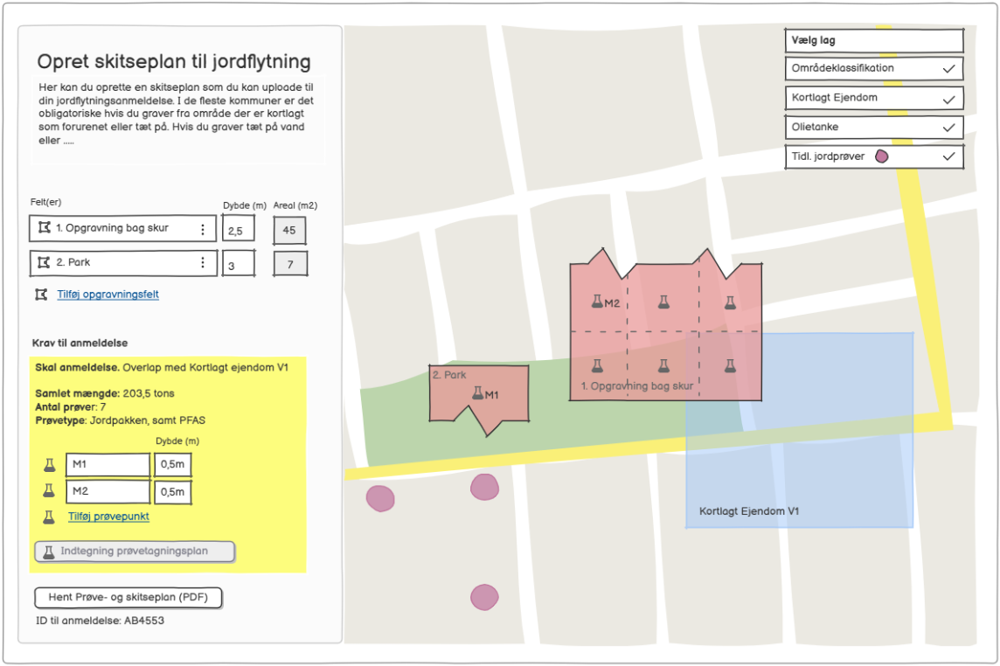 Opret skitseplan til jordflytning
Her kan du oprette en skitseplan som du kan uploade til
din jordflytningsanmeldelse. I de fleste kommuner er det
obligatoriske hvis du graver fra område der er kortlagt
som forurenet eller tæt på. Hvis du graver tæt på vand
eller .....
Felt(er) Dybde (m) Areal (m2)
1. Opgravning bag skur 2,5 45
2. Park 3 7
Tilføj opgravningsfelt
Krav til anmeldelse
Skal anmeldelse. Overlap med Kortlagt ejendom V1
Samlet mængde: 203,5 tons
Antal prøver: 7
Prøvetype: Jordpakken, samt PFAS
Dybde (m)
M1 0,5m
M2 0,5m
Tilføj prøvepunkt
Indtegning prøvetagningsplan
Hent Prøve- og skitseplan (PDF)
ID til anmeldelse: AB4553
Vælg lag
Områdeklassifikation
Kortlagt Ejendom
Olietanke
Tidl. jordprøver
M2
1. Opgravning bag skur
2. Park
M1
Kortlagt Ejendom V1